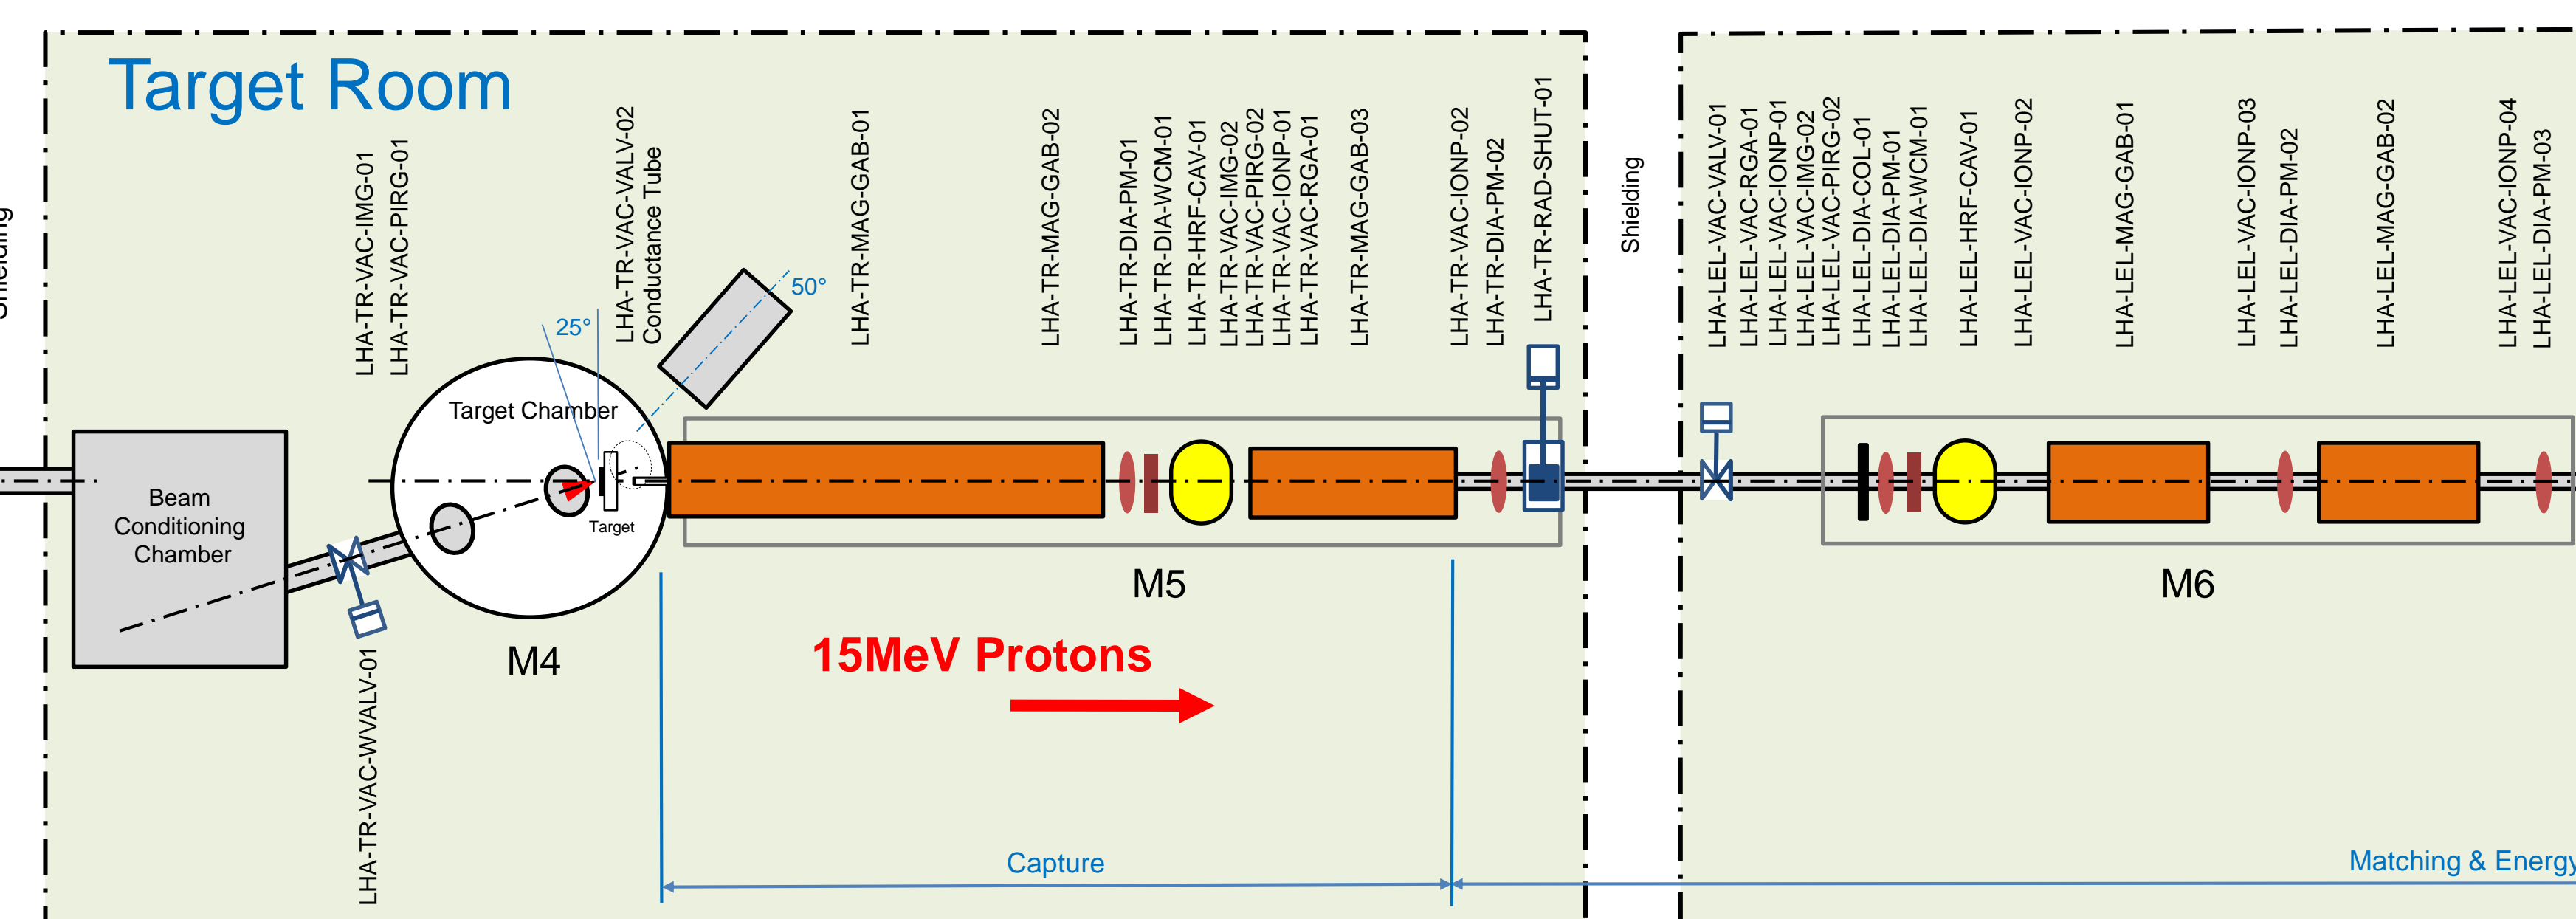 Target Room
Shielding
LHA-TR-VAC-IMG-01
LHA-TR-VAC-PIRG-01
LHA-TR-VAC-VALV-02
Conductance Tube
LHA-TR-MAG-GAB-01
LHA-TR-MAG-GAB-02
LHA-TR-DIA-PM-01
LHA-TR-DIA-WCM-01
LHA-TR-HRF-CAV-01
LHA-TR-VAC-IMG-02
LHA-TR-VAC-PIRG-02
LHA-TR-VAC-IONP-01
LHA-TR-VAC-RGA-01
LHA-TR-MAG-GAB-03
LHA-TR-VAC-IONP-02
LHA-TR-DIA-PM-02
LHA-TR-RAD-SHUT-01
Shielding
LHA-LEL-VAC-VALV-01
LHA-LEL-VAC-RGA-01
LHA-LEL-VAC-IONP-01
LHA-LEL-VAC-IMG-02
LHA-LEL-VAC-PIRG-02
LHA-LEL-DIA-COL-01
LHA-LEL-DIA-PM-01
LHA-LEL-DIA-WCM-01
LHA-LEL-HRF-CAV-01
LHA-LEL-VAC-IONP-02
LHA-LEL-MAG-GAB-01
LHA-LEL-VAC-IONP-03
LHA-LEL-DIA-PM-02
LHA-LEL-MAG-GAB-02
LHA-LEL-VAC-IONP-04
LHA-LEL-DIA-PM-03
50°
25°
Target Chamber
Target
Beam
Conditioning
Chamber
M4
M5
M6
LHA-TR-VAC-WVALV-01
15MeV Protons
Capture
Matching & Energy